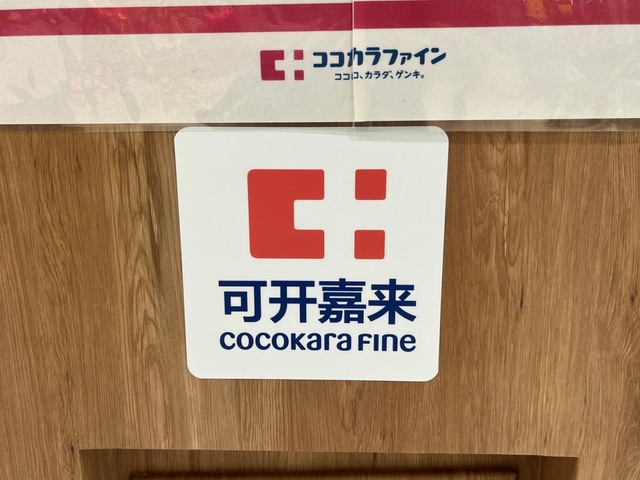 ココカラファイン
ココロ、カラダ、ゲンキ。
可开嘉来
cocokara fine